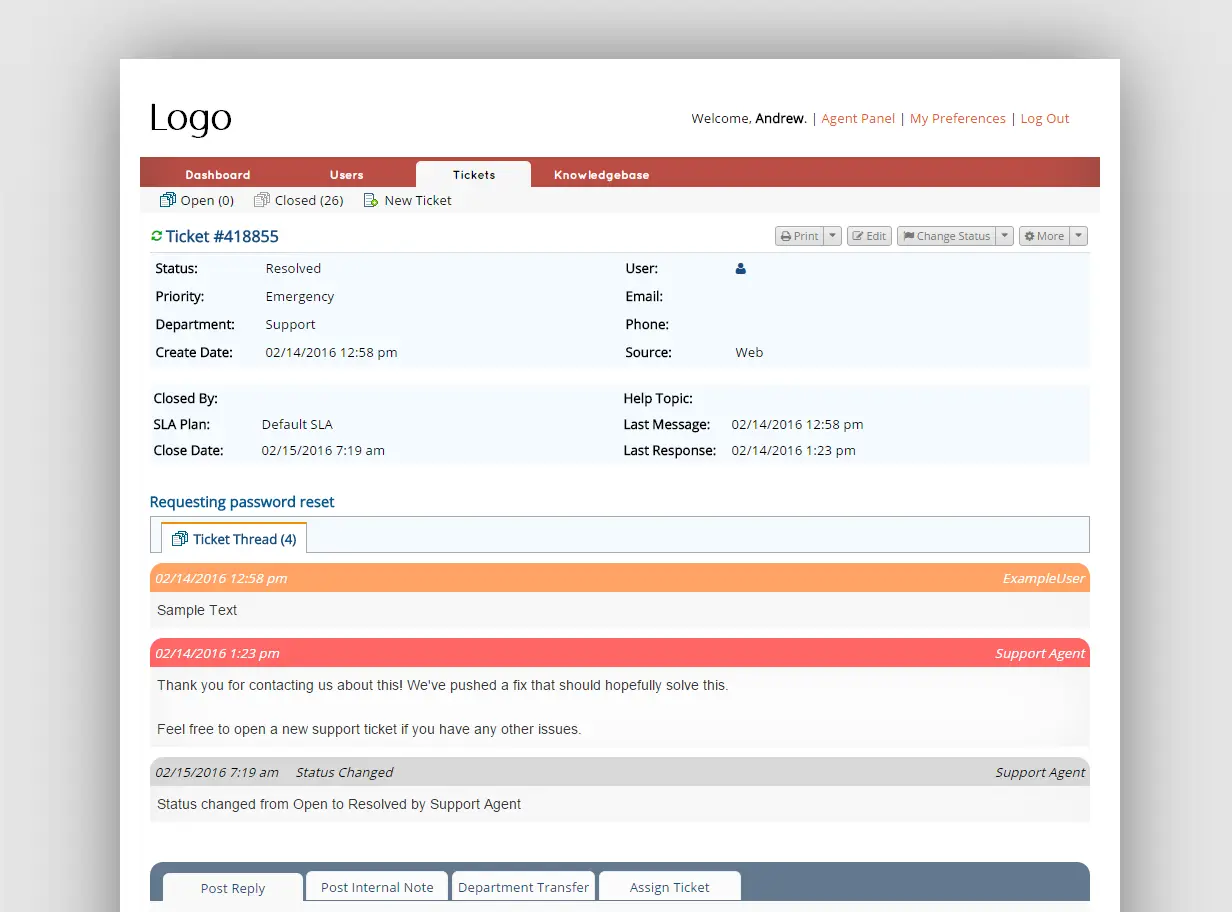 Logo
Welcome, Andrew. | Agent Panel | My Preferences | Log Out
Dashboard Users Tickets Knowledgebase
Open (0) Closed (26) New Ticket
Ticket #418855 Print Edit Change Status More
Status: Resolved User:
Priority: Emergency Email:
Department: Support Phone:
Create Date: 02/14/2016 12:58 pm Source: Web
Closed By: Help Topic:
SLA Plan: Default SLA Last Message: 02/14/2016 12:58 pm
Close Date: 02/15/2016 7:19 am Last Response: 02/14/2016 1:23 pm
Requesting password reset
Ticket Thread (4)
02/14/2016 12:58 pm ExampleUser
Sample Text
02/14/2016 1:23 pm Support Agent
Thank you for contacting us about this! We've pushed a fix that should hopefully solve this.
Feel free to open a new support ticket if you have any other issues.
02/15/2016 7:19 am Status Changed Support Agent
Status changed from Open to Resolved by Support Agent
Post Reply Post Internal Note Department Transfer Assign Ticket